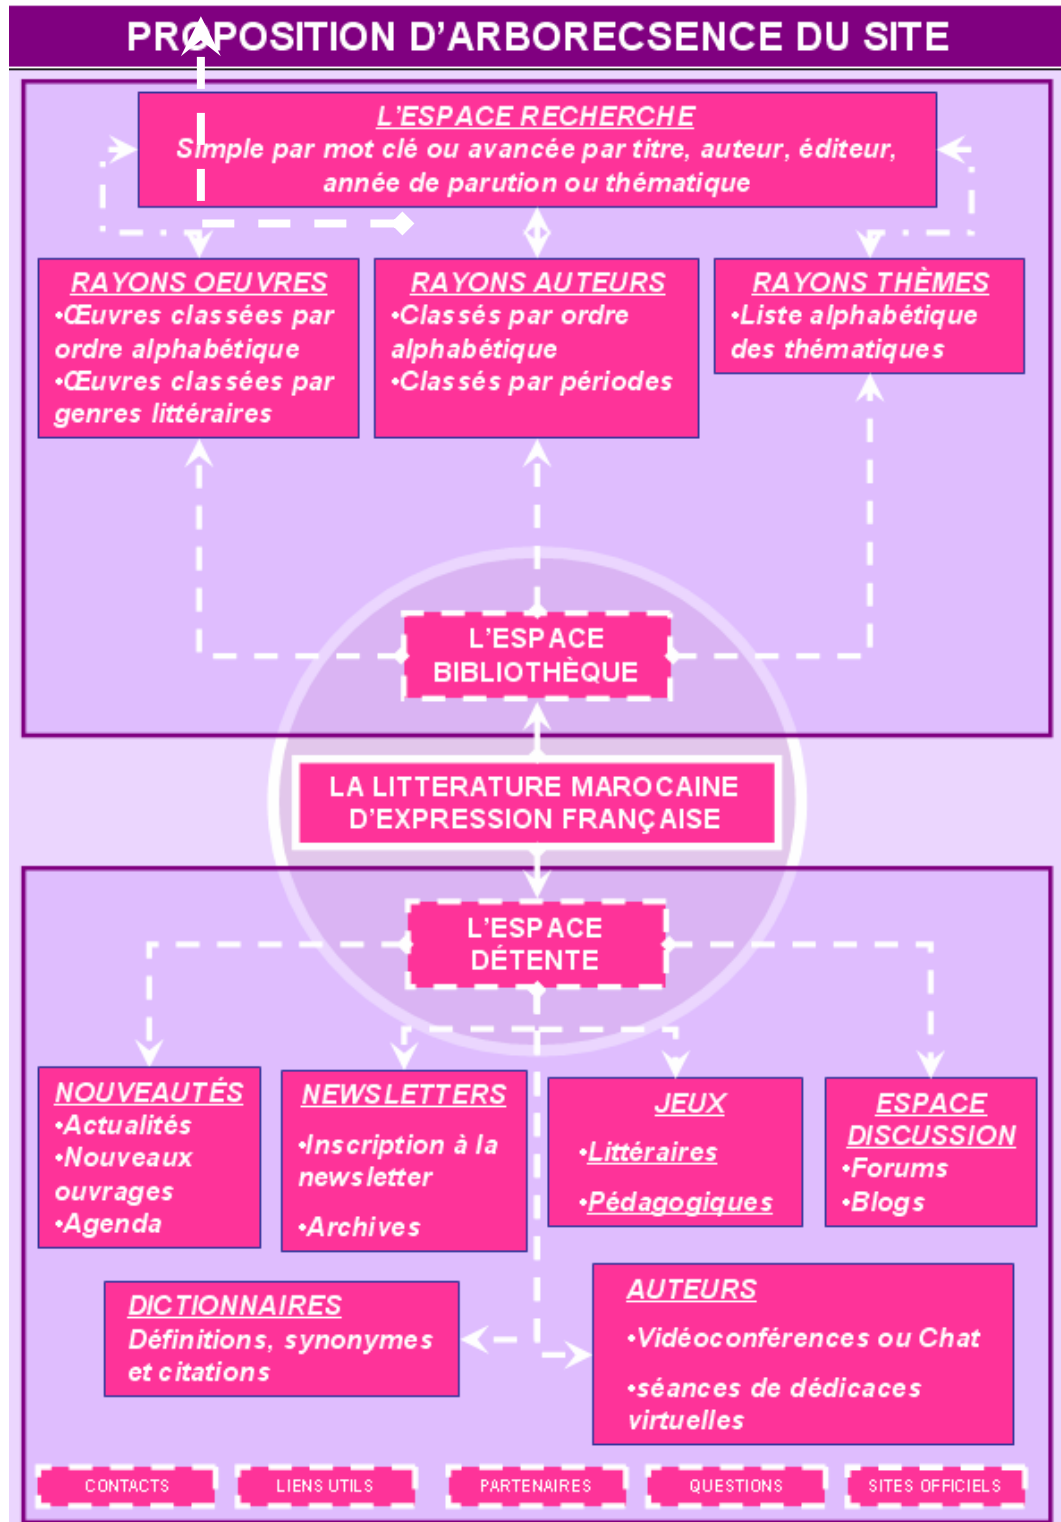 PROPOSITION D'ARBORECSENCE DU SITE
L'ESPACE RECHERCHE
Simple par mot clé ou avancée par titre, auteur, éditeur,
année de parution ou thématique
RAYONS OEUVRES
•Œuvres classées par
ordre alphabétique
•Œuvres classées par
genres littéraires
RAYONS AUTEURS
•Classés par ordre
alphabétique
•Classés par périodes
RAYONS THÈMES
•Liste alphabétique
des thématiques
L'ESPACE
BIBLIOTHÈQUE
LA LITTERATURE MAROCAINE
D'EXPRESSION FRANÇAISE
L'ESPACE
DÉTENTE
NOUVEAUTÉS
•Actualités
•Nouveaux
ouvrages
•Agenda
NEWSLETTERS
•Inscription à la
newsletter
•Archives
JEUX
•Littéraires
•Pédagogiques
ESPACE
DISCUSSION
•Forums
•Blogs
DICTIONNAIRES
Définitions, synonymes
et citations
AUTEURS
•Vidéoconférences ou Chat
•séances de dédicaces
virtuelles
CONTACTS
LIENS UTILS
PARTENAIRES
QUESTIONS
SITES OFFICIELS